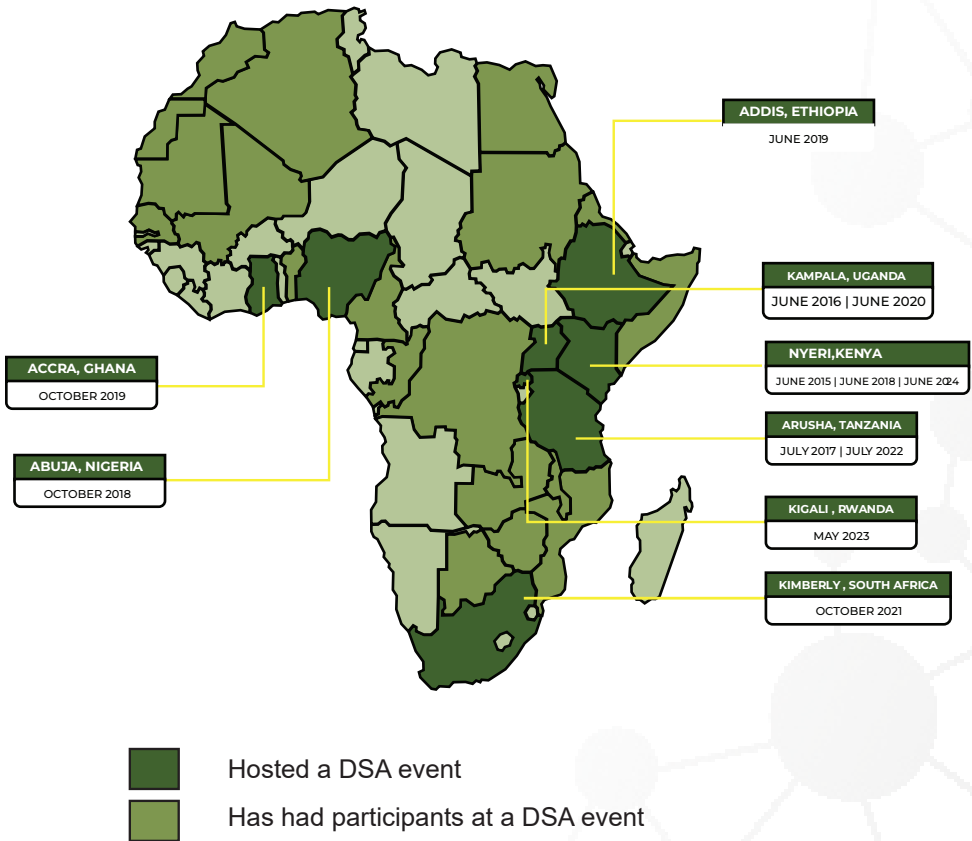 ADDIS, ETHIOPIA
JUNE 2019
KAMPALA, UGANDA
JUNE 2016 | JUNE 2020
NYERI,KENYA
JUNE 2015 | JUNE 2018 | JUNE 2024
ACCRA, GHANA
OCTOBER 2019
ARUSHA, TANZANIA
JULY 2017 | JULY 2022
ABUJA, NIGERIA
OCTOBER 2018
KIGALI , RWANDA
MAY 2023
KIMBERLY , SOUTH AFRICA
OCTOBER 2021
Hosted a DSA event
Has had participants at a DSA event